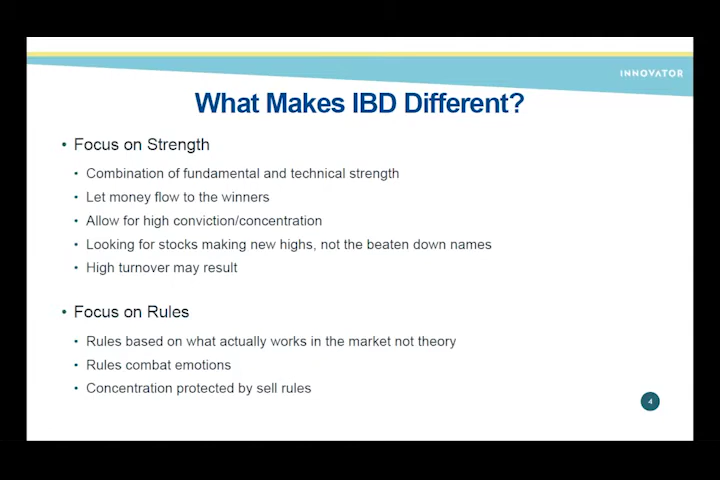 INNOVATOR
What Makes IBD Different?
• Focus on Strength
• Combination of fundamental and technical strength
• Let money flow to the winners
• Allow for high conviction/concentration
• Looking for stocks making new highs, not the beaten down names
• High turnover may result
• Focus on Rules
• Rules based on what actually works in the market not theory
• Rules combat emotions
• Concentration protected by sell rules
4